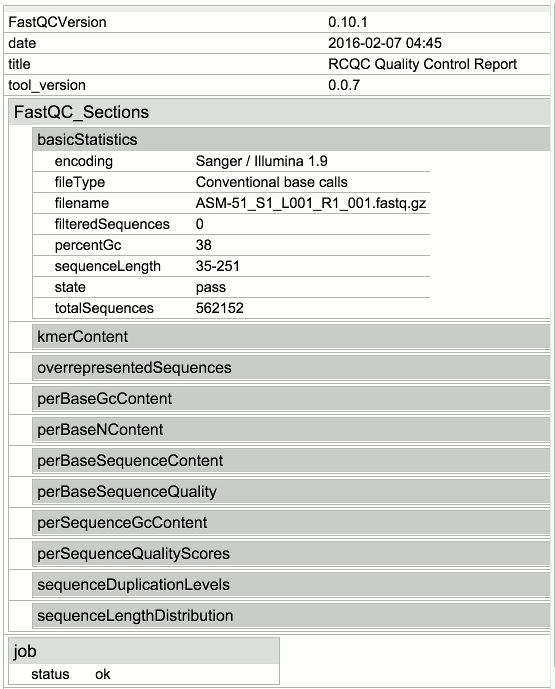 FastQCVersion 0.10.1
date 2016-02-07 04:45
title RCQC Quality Control Report
tool_version 0.0.7
FastQC_Sections
basicStatistics
encoding Sanger / Illumina 1.9
fileType Conventional base calls
filename ASM-51_S1_L001_R1_001.fastq.gz
filteredSequences 0
percentGc 38
sequenceLength 35-251
state pass
totalSequences 562152
kmerContent
overrepresentedSequences
perBaseGcContent
perBaseNContent
perBaseSequenceContent
perBaseSequenceQuality
perSequenceGcContent
perSequenceQualityScores
sequenceDuplicationLevels
sequenceLengthDistribution
job
status ok